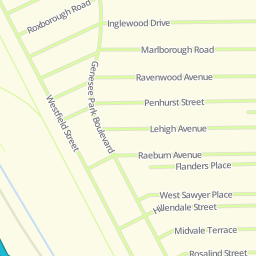 Roxborough Road
Inglewood Drive
Marlborough Road
Genesee Park Boulevard
Ravenwood Avenue
Westfield Street
Penhurst Street
Lehigh Avenue
Raeburn Avenue
Flanders Place
West Sawyer Place
Hillendale Street
Midvale Terrace
Rosalind Street